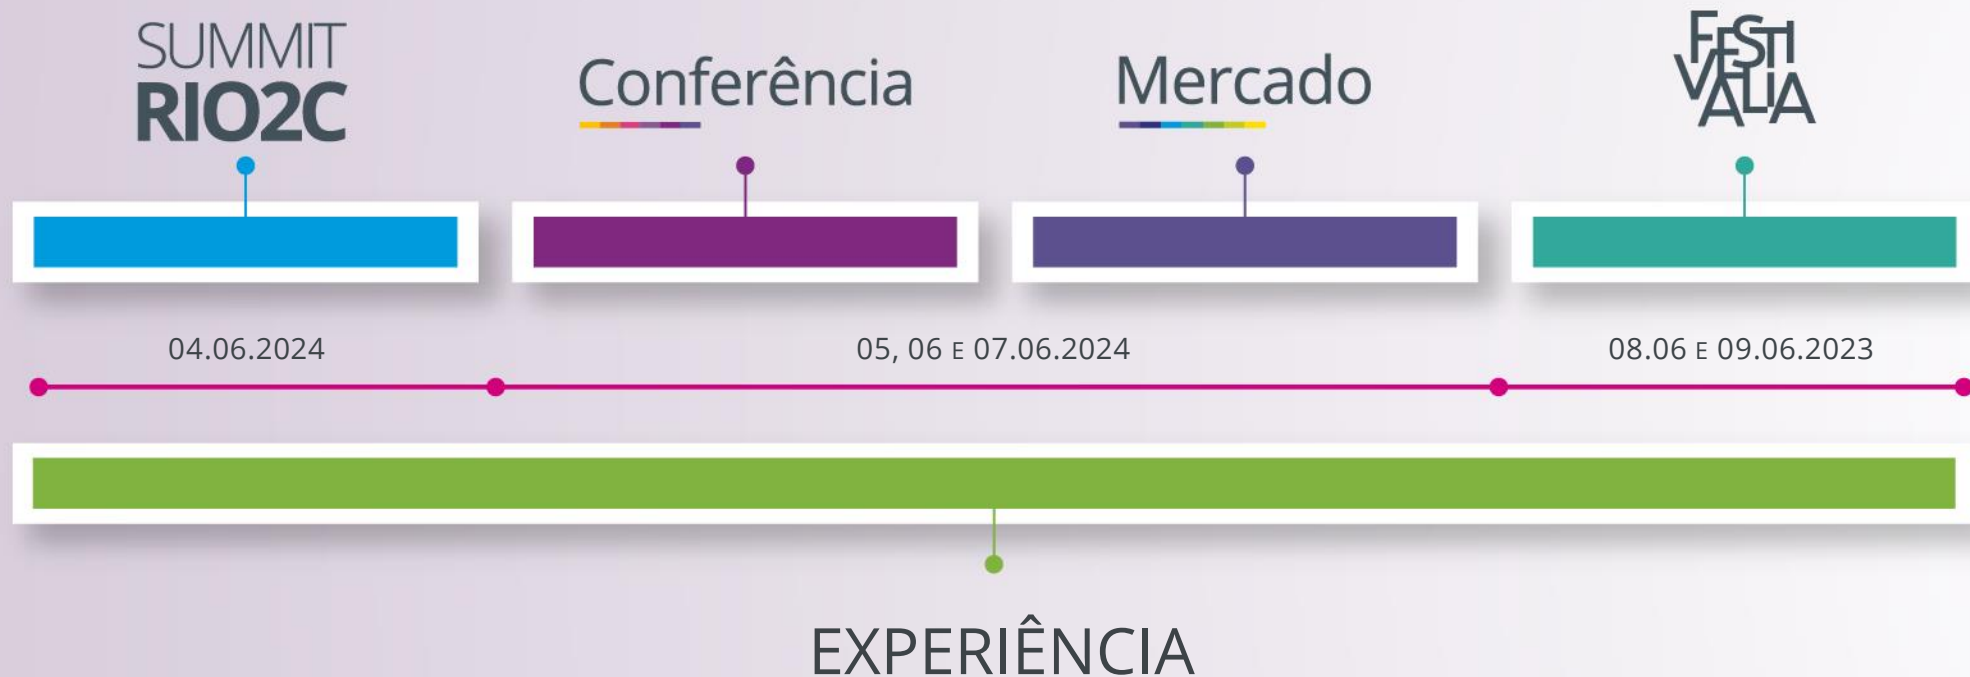 SUMMIT
RIO2C
Conferência
Mercado
FESTI
VALIA
04.06.2024
05, 06 E 07.06.2024
08.06 E 09.06.2023
EXPERIÊNCIA